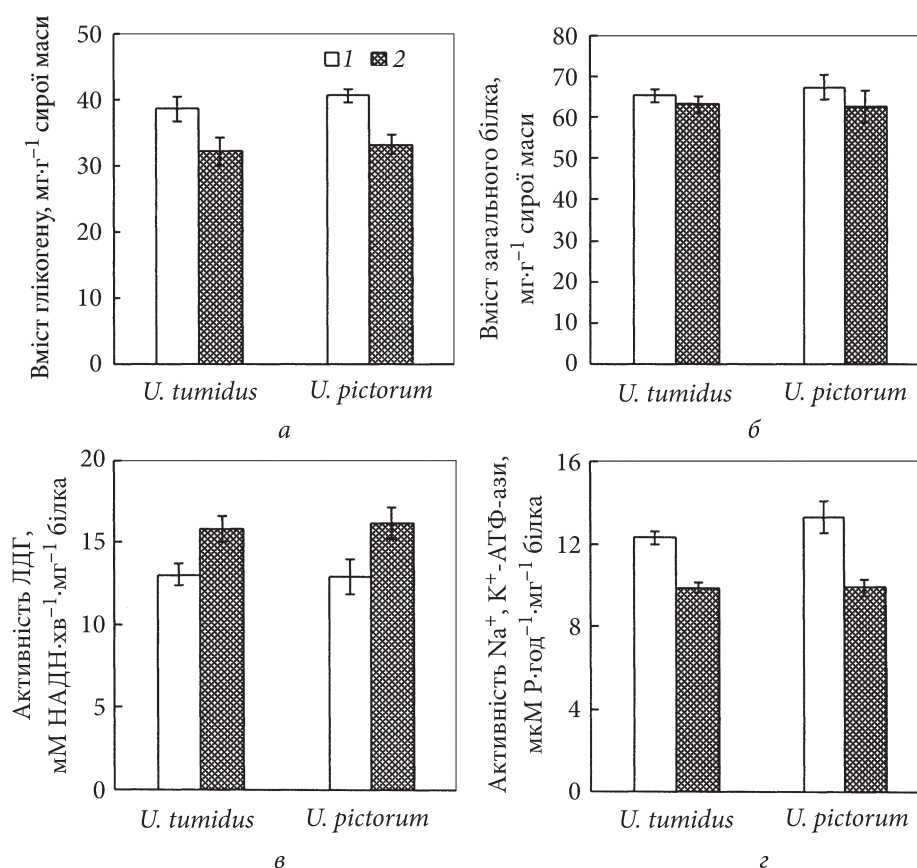 Вміст глікогену, мг·г⁻¹ сирої маси
50
40
30
20
10
0
1 2
U. tumidus U. pictorum
а
Вміст загального білка,
мг·г⁻¹ сирої маси
80
70
60
50
40
30
20
10
0
U. tumidus U. pictorum
б
Активність ЛДГ,
мМ НАДН·хв⁻¹·мг⁻¹ білка
20
15
10
5
0
U. tumidus U. pictorum
в
Активність Na⁺, К⁺-АТФ-ази,
мкМ Р·год⁻¹·мг⁻¹ білка
16
12
8
4
0
U. tumidus U. pictorum
г